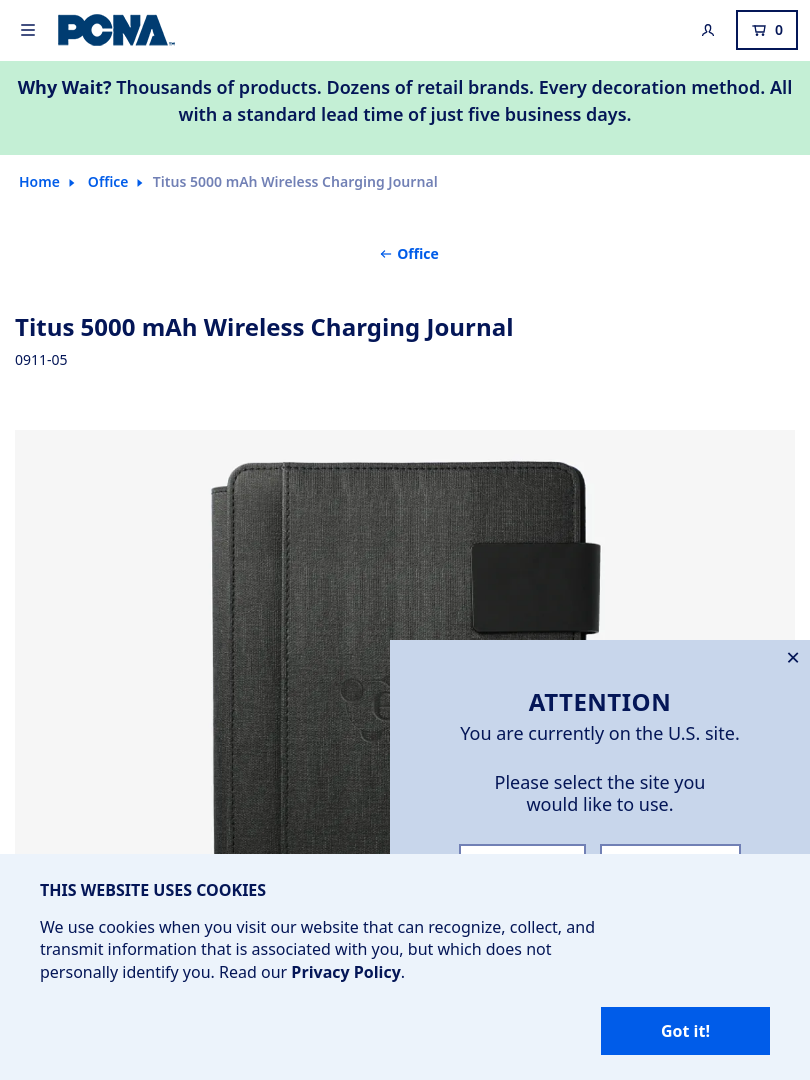 PCNA
0
Why Wait? Thousands of products. Dozens of retail brands. Every decoration method. All
with a standard lead time of just five business days.
Home Office Titus 5000 mAh Wireless Charging Journal
← Office
Titus 5000 mAh Wireless Charging Journal
0911-05
ATTENTION
You are currently on the U.S. site.
Please select the site you
would like to use.
THIS WEBSITE USES COOKIES
We use cookies when you visit our website that can recognize, collect, and
transmit information that is associated with you, but which does not
personally identify you. Read our Privacy Policy.
Got it!